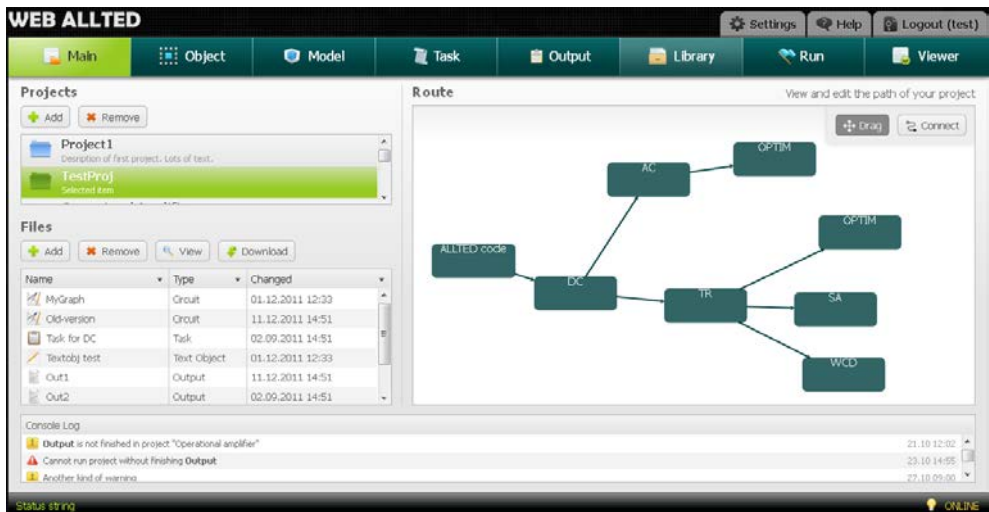 WEB ALLTED
Settings
Help
Logout (test)
Main
Object
Model
Task
Output
Library
Run
Viewer
Projects
Add
Remove
Project1
Desription of first project. Lots of test.
TestProj
Selected item
Files
Add
Remove
View
Download
Name Type Changed
MyGraph Circuit 01.12.2011 12:33
Old-version Circuit 11.12.2011 14:51
Task for DC Task 02.09.2011 14:51
Textobj test Text Object 01.12.2011 12:33
Out1 Output 11.12.2011 14:51
Out2 Output 02.09.2011 14:51
Route
View and edit the path of your project
Drag
Connect
OPTIM
AC
OPTIM
ALLTED code
DC
TR
SA
WCD
Console Log
Output is not finished in project "Operational amplifier" 21.10 12:02
Cannot run project without finishing Output 23.10 14:55
Another kind of warning 27.10 09:00
Status string
ONLINE